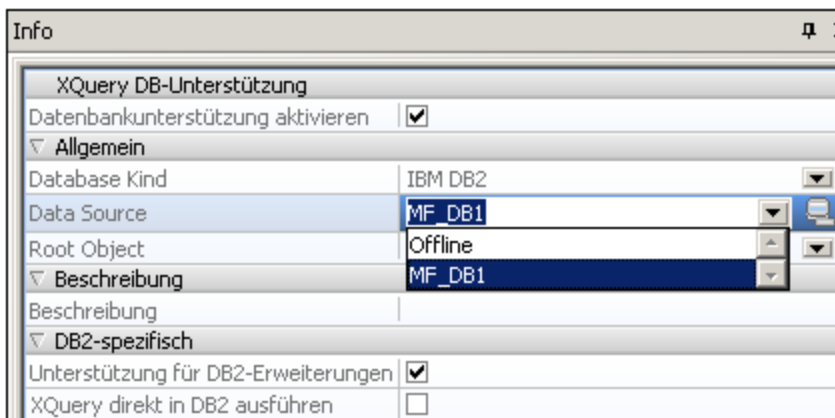 Info
XQuery DB-Unterstützung
Datenbankunterstützung aktivieren
Allgemein
Database Kind IBM DB2
Data Source MF_DB1
Root Object Offline
MF_DB1
Beschreibung
Beschreibung
DB2-spezifisch
Unterstützung für DB2-Erweiterungen
XQuery direkt in DB2 ausführen